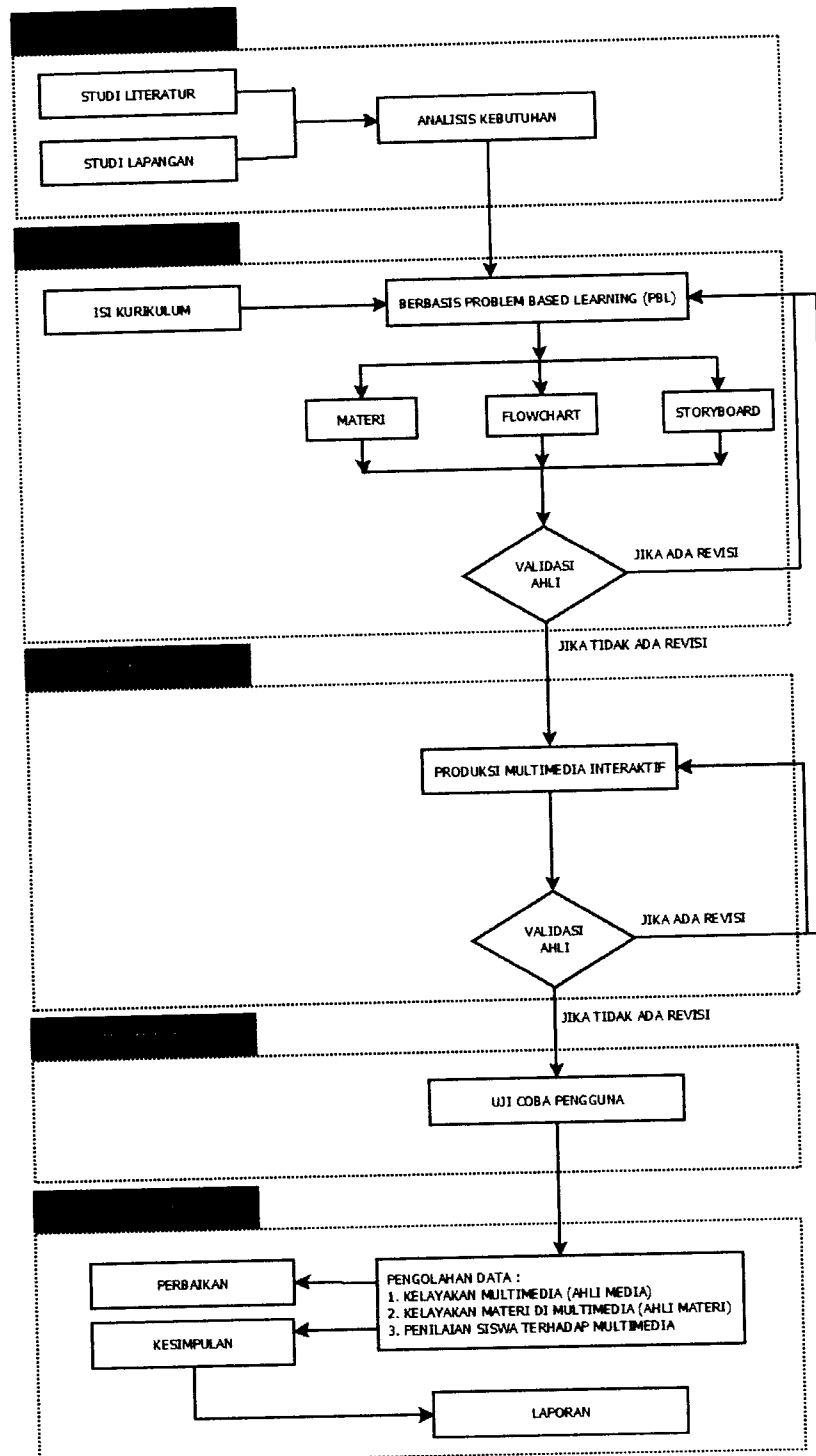 STUDI LITERATUR
ANALISIS KEBUTUHAN
STUDI LAPANGAN
ISI KURIKULUM
BERBASIS PROBLEM BASED LEARNING (PBL)
MATERI
FLOWCHART
STORYBOARD
VALIDASI
AHLI
JIKA ADA REVISI
JIKA TIDAK ADA REVISI
PRODUKSI MULTIMEDIA INTERAKTIF
VALIDASI
AHLI
JIKA ADA REVISI
JIKA TIDAK ADA REVISI
UJI COBA PENGGUNA
PERBAIKAN
KESIMPULAN
PENGOLAHAN DATA :
1. KELAYAKAN MULTIMEDIA (AHLI MEDIA)
2. KELAYAKAN MATERI DI MULTIMEDIA (AHLI MATERI)
3. PENILAIAN SISWA TERHADAP MULTIMEDIA
LAPORAN